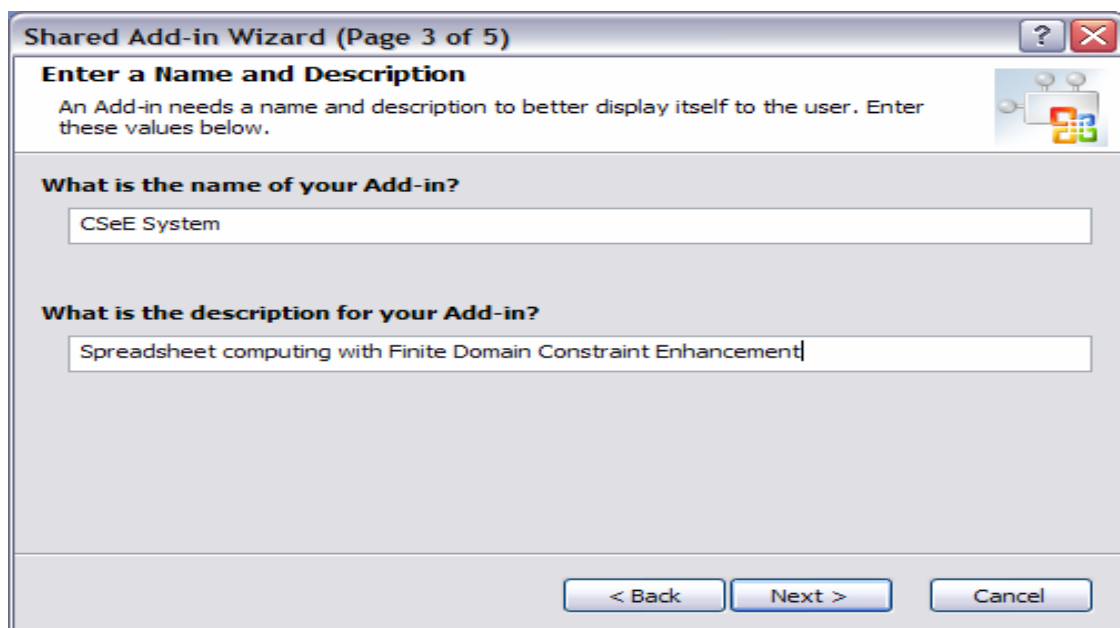 Shared Add-in Wizard (Page 3 of 5)
?
Enter a Name and Description
An Add-in needs a name and description to better display itself to the user. Enter
these values below.
What is the name of your Add-in?
CSeE System
What is the description for your Add-in?
Spreadsheet computing with Finite Domain Constraint Enhancement
< Back Next > Cancel